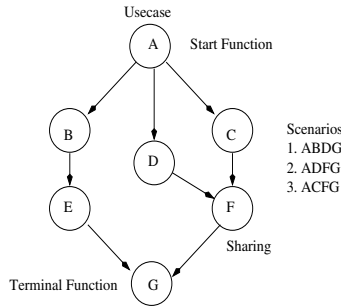 Usecase
A
Start Function
B
C
D
Scenarios
1. ABDG
2. ADFG
3. ACFG
E
F
Sharing
Terminal Function
G